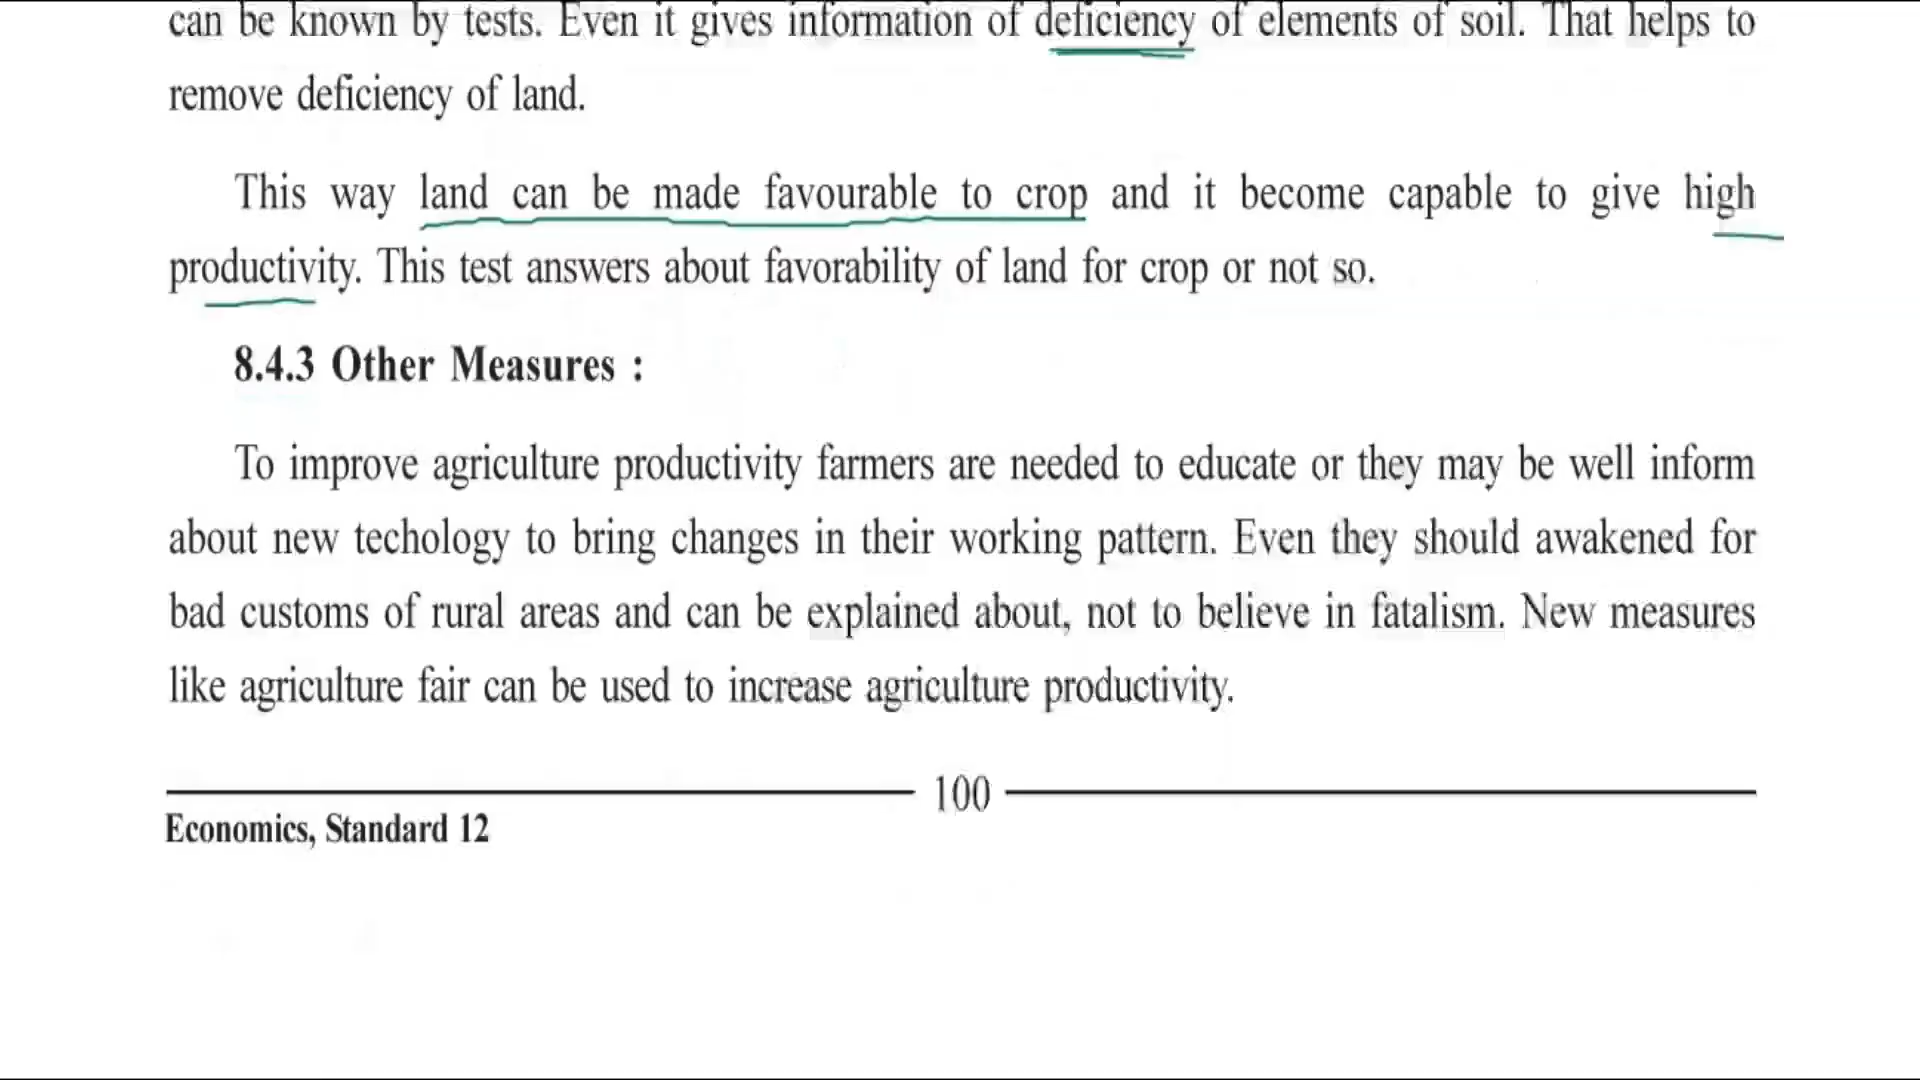 can be known by tests. Even it gives information of deficiency of elements of soil. That helps to
remove deficiency of land.
This way land can be made favourable to crop and it become capable to give high
productivity. This test answers about favorability of land for crop or not so.
8.4.3 Other Measures :
To improve agriculture productivity farmers are needed to educate or they may be well inform
about new techology to bring changes in their working pattern. Even they should awakened for
bad customs of rural areas and can be explained about, not to believe in fatalism. New measures
like agriculture fair can be used to increase agriculture productivity.
100
Economics, Standard 12